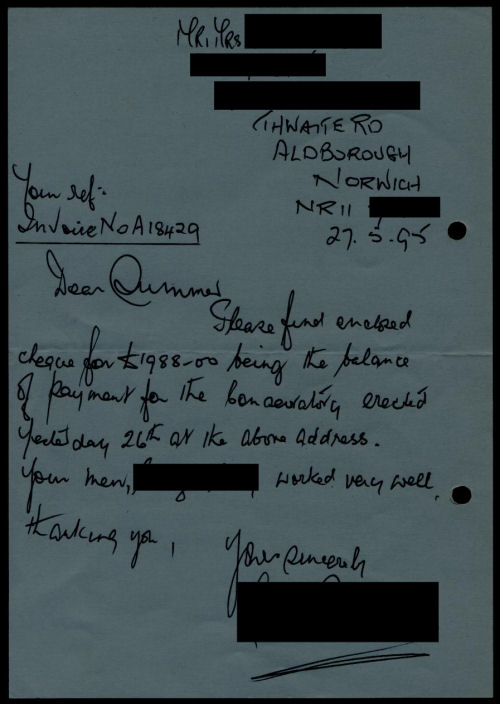 MR, MRS
THWAITE RD
ALDBOROUGH
NORWICH
NR11
27. 5. 95
Your ref:-
Invoice No A18429
Dear
Please find enclosed
cheque for £1988-00 being the balance
of payment for the Conservatory erected
yesterday 26th at the above address.
Your men, worked very well,
thanking you,
Yours sincerely